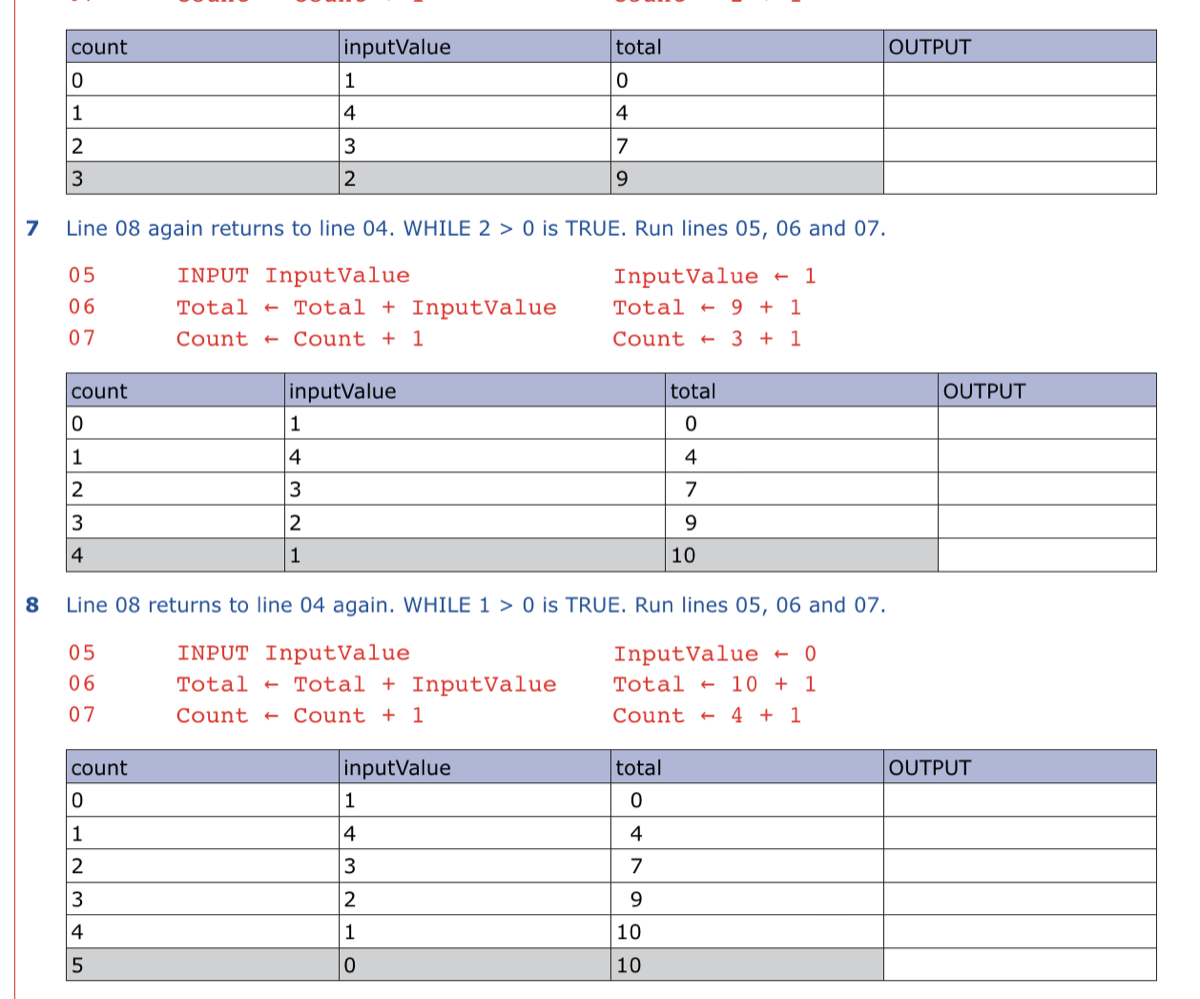 count inputValue total OUTPUT
0 1 0
1 4 4
2 3 7
3 2 9
7 Line 08 again returns to line 04. WHILE 2 > 0 is TRUE. Run lines 05, 06 and 07.
05 INPUT InputValue InputValue ← 1
06 Total ← Total + InputValue Total ← 9 + 1
07 Count ← Count + 1 Count ← 3 + 1
count inputValue total OUTPUT
0 1 0
1 4 4
2 3 7
3 2 9
4 1 10
8 Line 08 returns to line 04 again. WHILE 1 > 0 is TRUE. Run lines 05, 06 and 07.
05 INPUT InputValue InputValue ← 0
06 Total ← Total + InputValue Total ← 10 + 1
07 Count ← Count + 1 Count ← 4 + 1
count inputValue total OUTPUT
0 1 0
1 4 4
2 3 7
3 2 9
4 1 10
5 0 10